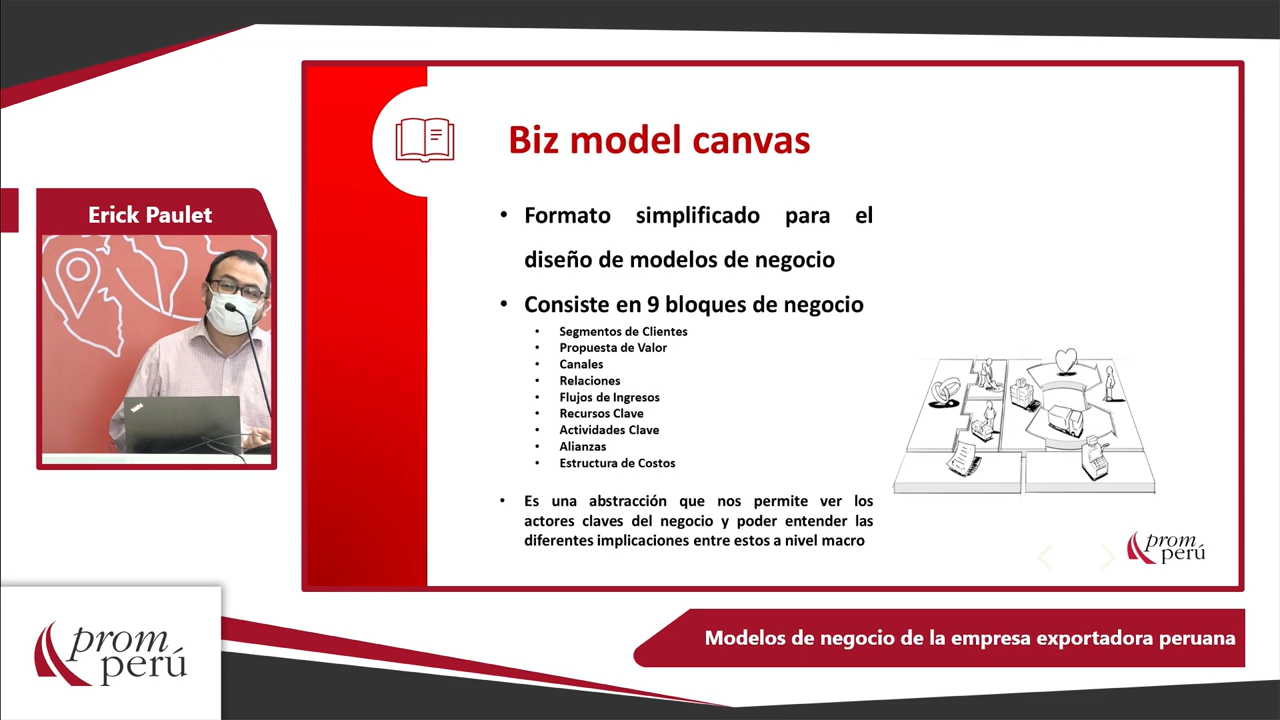 Erick Paulet
Biz model canvas
• Formato simplificado para el
diseño de modelos de negocio
• Consiste en 9 bloques de negocio
• Segmentos de Clientes
• Propuesta de Valor
• Canales
• Relaciones
• Flujos de Ingresos
• Recursos Clave
• Actividades Clave
• Alianzas
• Estructura de Costos
• Es una abstracción que nos permite ver los
actores claves del negocio y poder entender las
diferentes implicaciones entre estos a nivel macro
prom
perú
Modelos de negocio de la empresa exportadora peruana
prom
perú